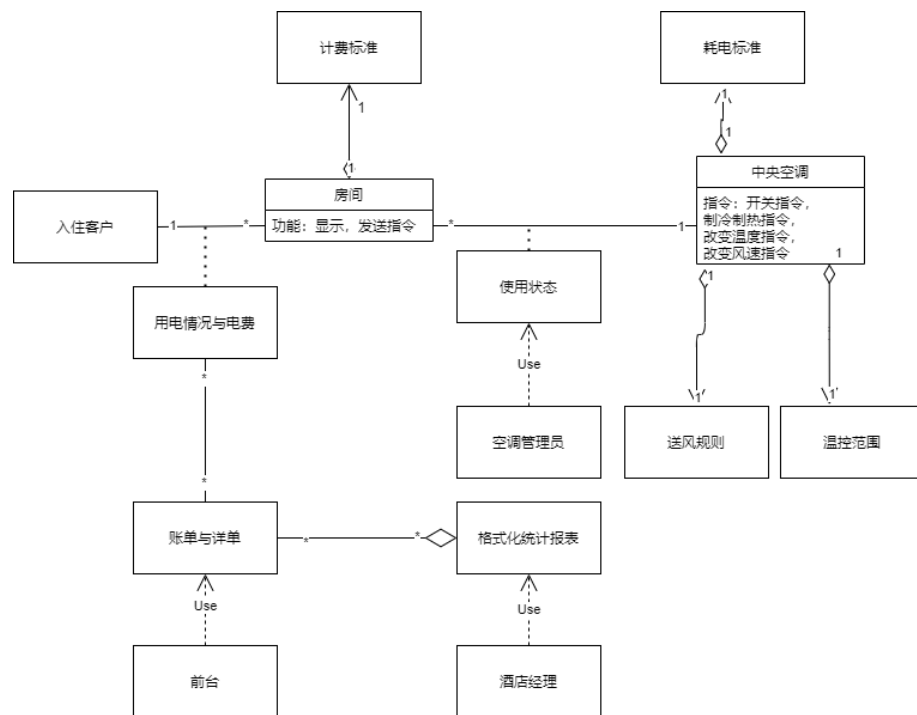 计费标准
耗电标准
1
1
1
1
中央空调
房间
入住客户
1
*
功能：显示，发送指令
*
1
指令：开关指令，
制冷制热指令，
改变温度指令，
改变风速指令
1
1
使用状态
用电情况与电费
Use
*
1
1
空调管理员
送风规则
温控范围
*
账单与详单
*
*
格式化统计报表
Use
Use
前台
酒店经理